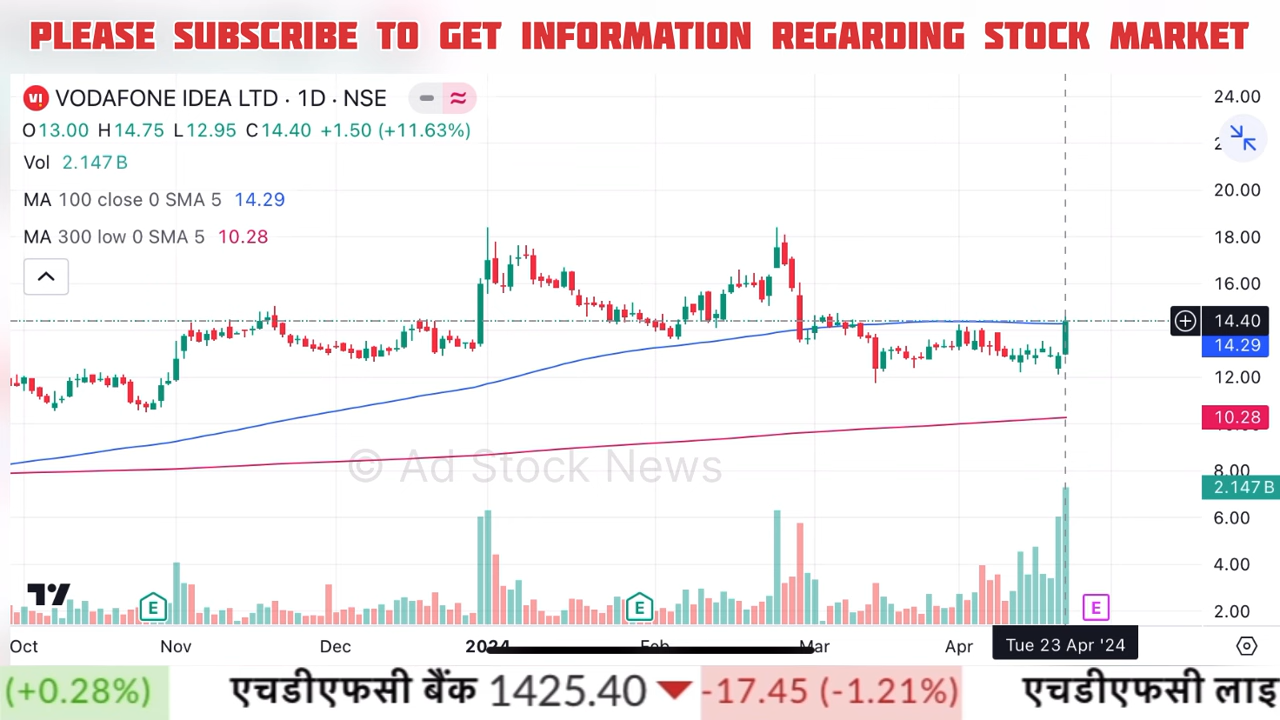 PLEASE SUBSCRIBE TO GET INFORMATION REGARDING STOCK MARKET
VODAFONE IDEA LTD · 1D · NSE
O13.00 H14.75 L12.95 C14.40 +1.50 (+11.63%)
Vol 2.147 B
MA 100 close 0 SMA 5 14.29
MA 300 low 0 SMA 5 10.28
24.00
20.00
18.00
16.00
14.40
14.29
12.00
10.28
8.00
2.147 B
6.00
4.00
2.00
© Ad Stock News
E
E
E
Oct Nov Dec 2024 Feb Mar Apr Tue 23 Apr '24
(+0.28%) एचडीएफसी बैंक 1425.40 ▼ -17.45 (-1.21%) एचडीएफसी लाइ